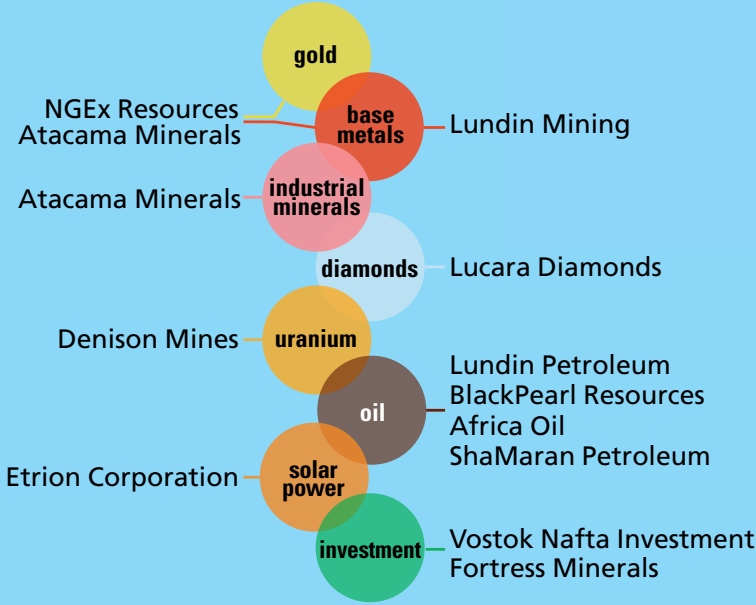 gold
NGEx Resources
Atacama Minerals
base
metals
Lundin Mining
Atacama Minerals
industrial
minerals
diamonds
Lucara Diamonds
Denison Mines
uranium
oil
Lundin Petroleum
BlackPearl Resources
Africa Oil
ShaMaran Petroleum
Etrion Corporation
solar
power
investment
Vostok Nafta Investment
Fortress Minerals